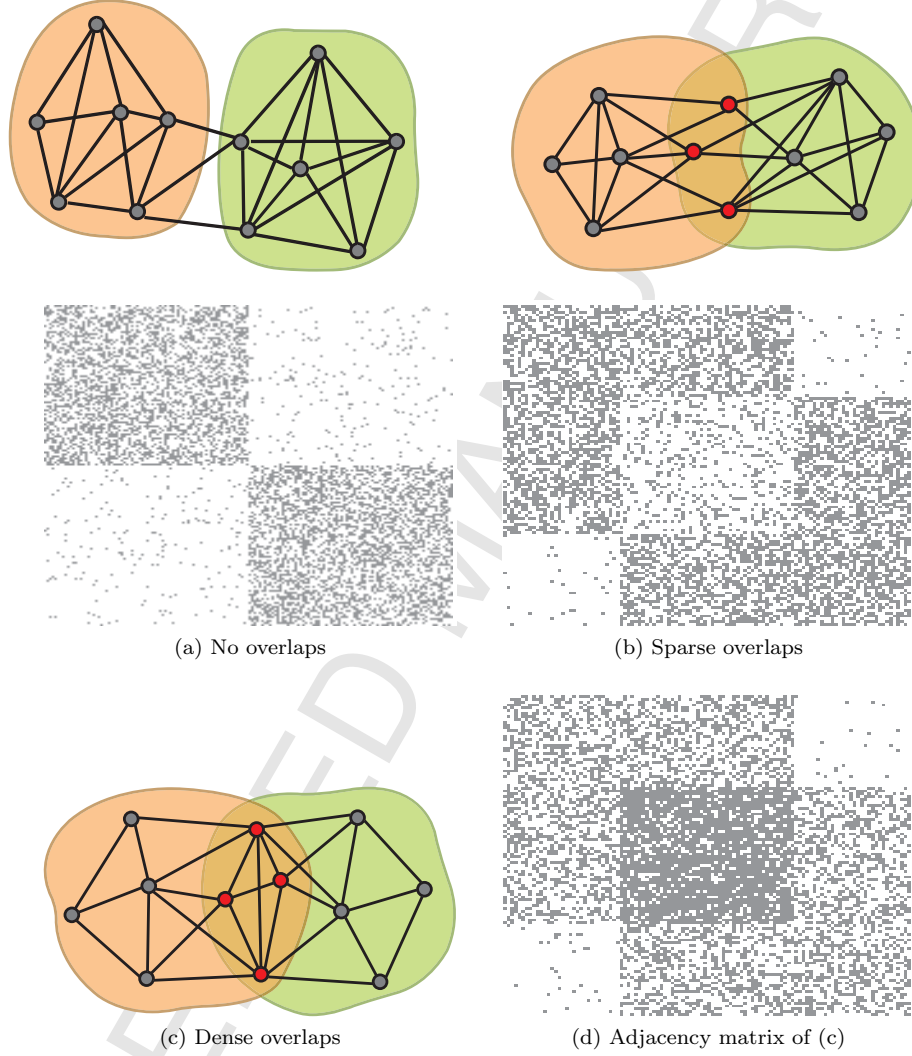 (a) No overlaps
(b) Sparse overlaps
(c) Dense overlaps
(d) Adjacency matrix of (c)